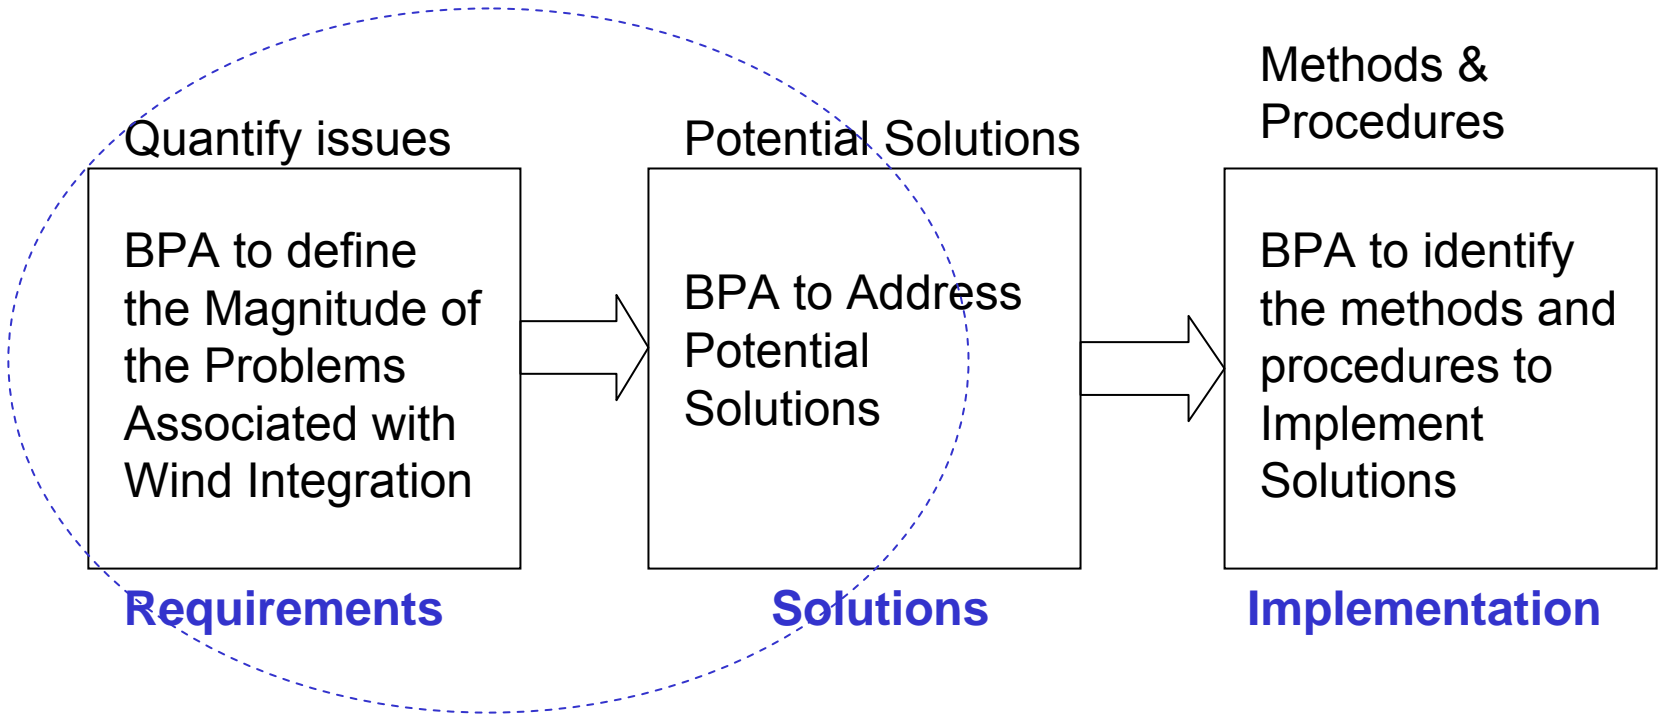 Quantify issues
BPA to define
the Magnitude of
the Problems
Associated with
Wind Integration
Requirements
Potential Solutions
BPA to Address
Potential
Solutions
Solutions
Methods &
Procedures
BPA to identify
the methods and
procedures to
Implement
Solutions
Implementation